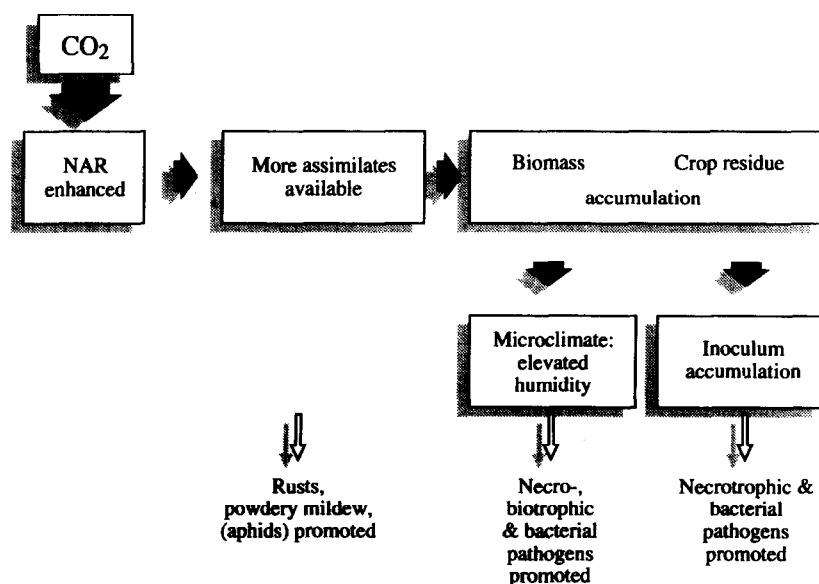 CO₂
NAR
enhanced
More assimilates
available
Biomass Crop residue
accumulation
Microclimate:
elevated
humidity
Inoculum
accumulation
Rusts,
powdery mildew,
(aphids) promoted
Necro-,
biotrophic
& bacterial
pathogens
promoted
Necrotrophic &
bacterial
pathogens
promoted